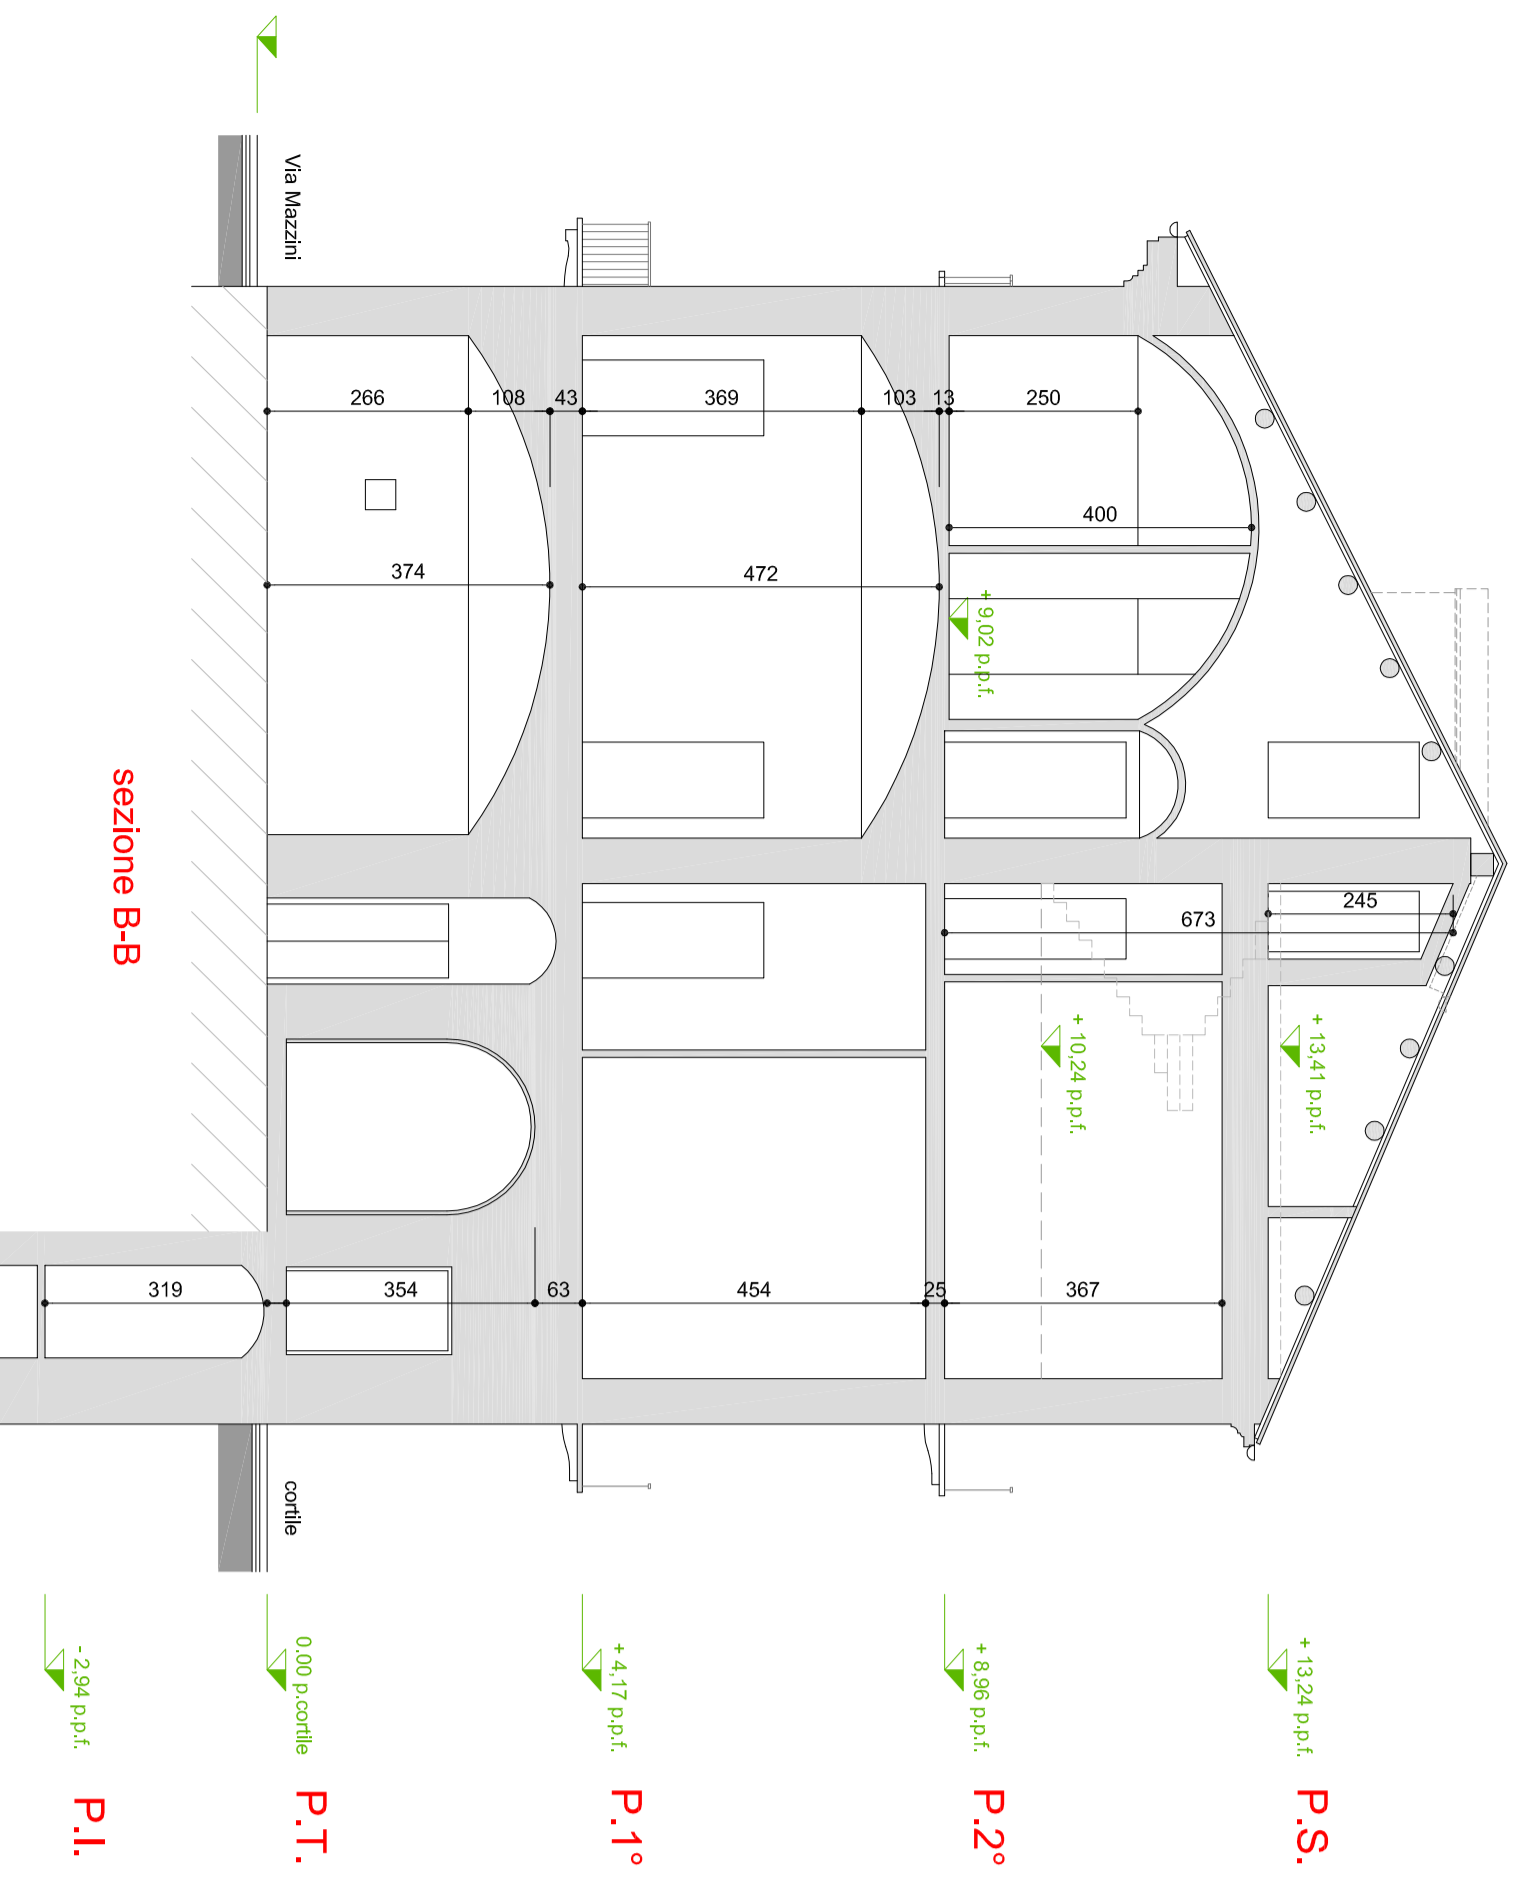 Via Mazzini
266
108
43
369
103
13
250
400
374
472
+ 9,02 p.p.f.
sezione B-B
245
673
+ 10,24 p.p.f.
+ 13,41 p.p.f.
319
354
63
454
25
367
cortile
- 2,94 p.p.f.
0.00 p.cortile
+ 4,17 p.p.f.
+ 8,96 p.p.f.
+ 13,24 p.p.f.
P.I.
P.T.
P.1°
P.2°
P.S.